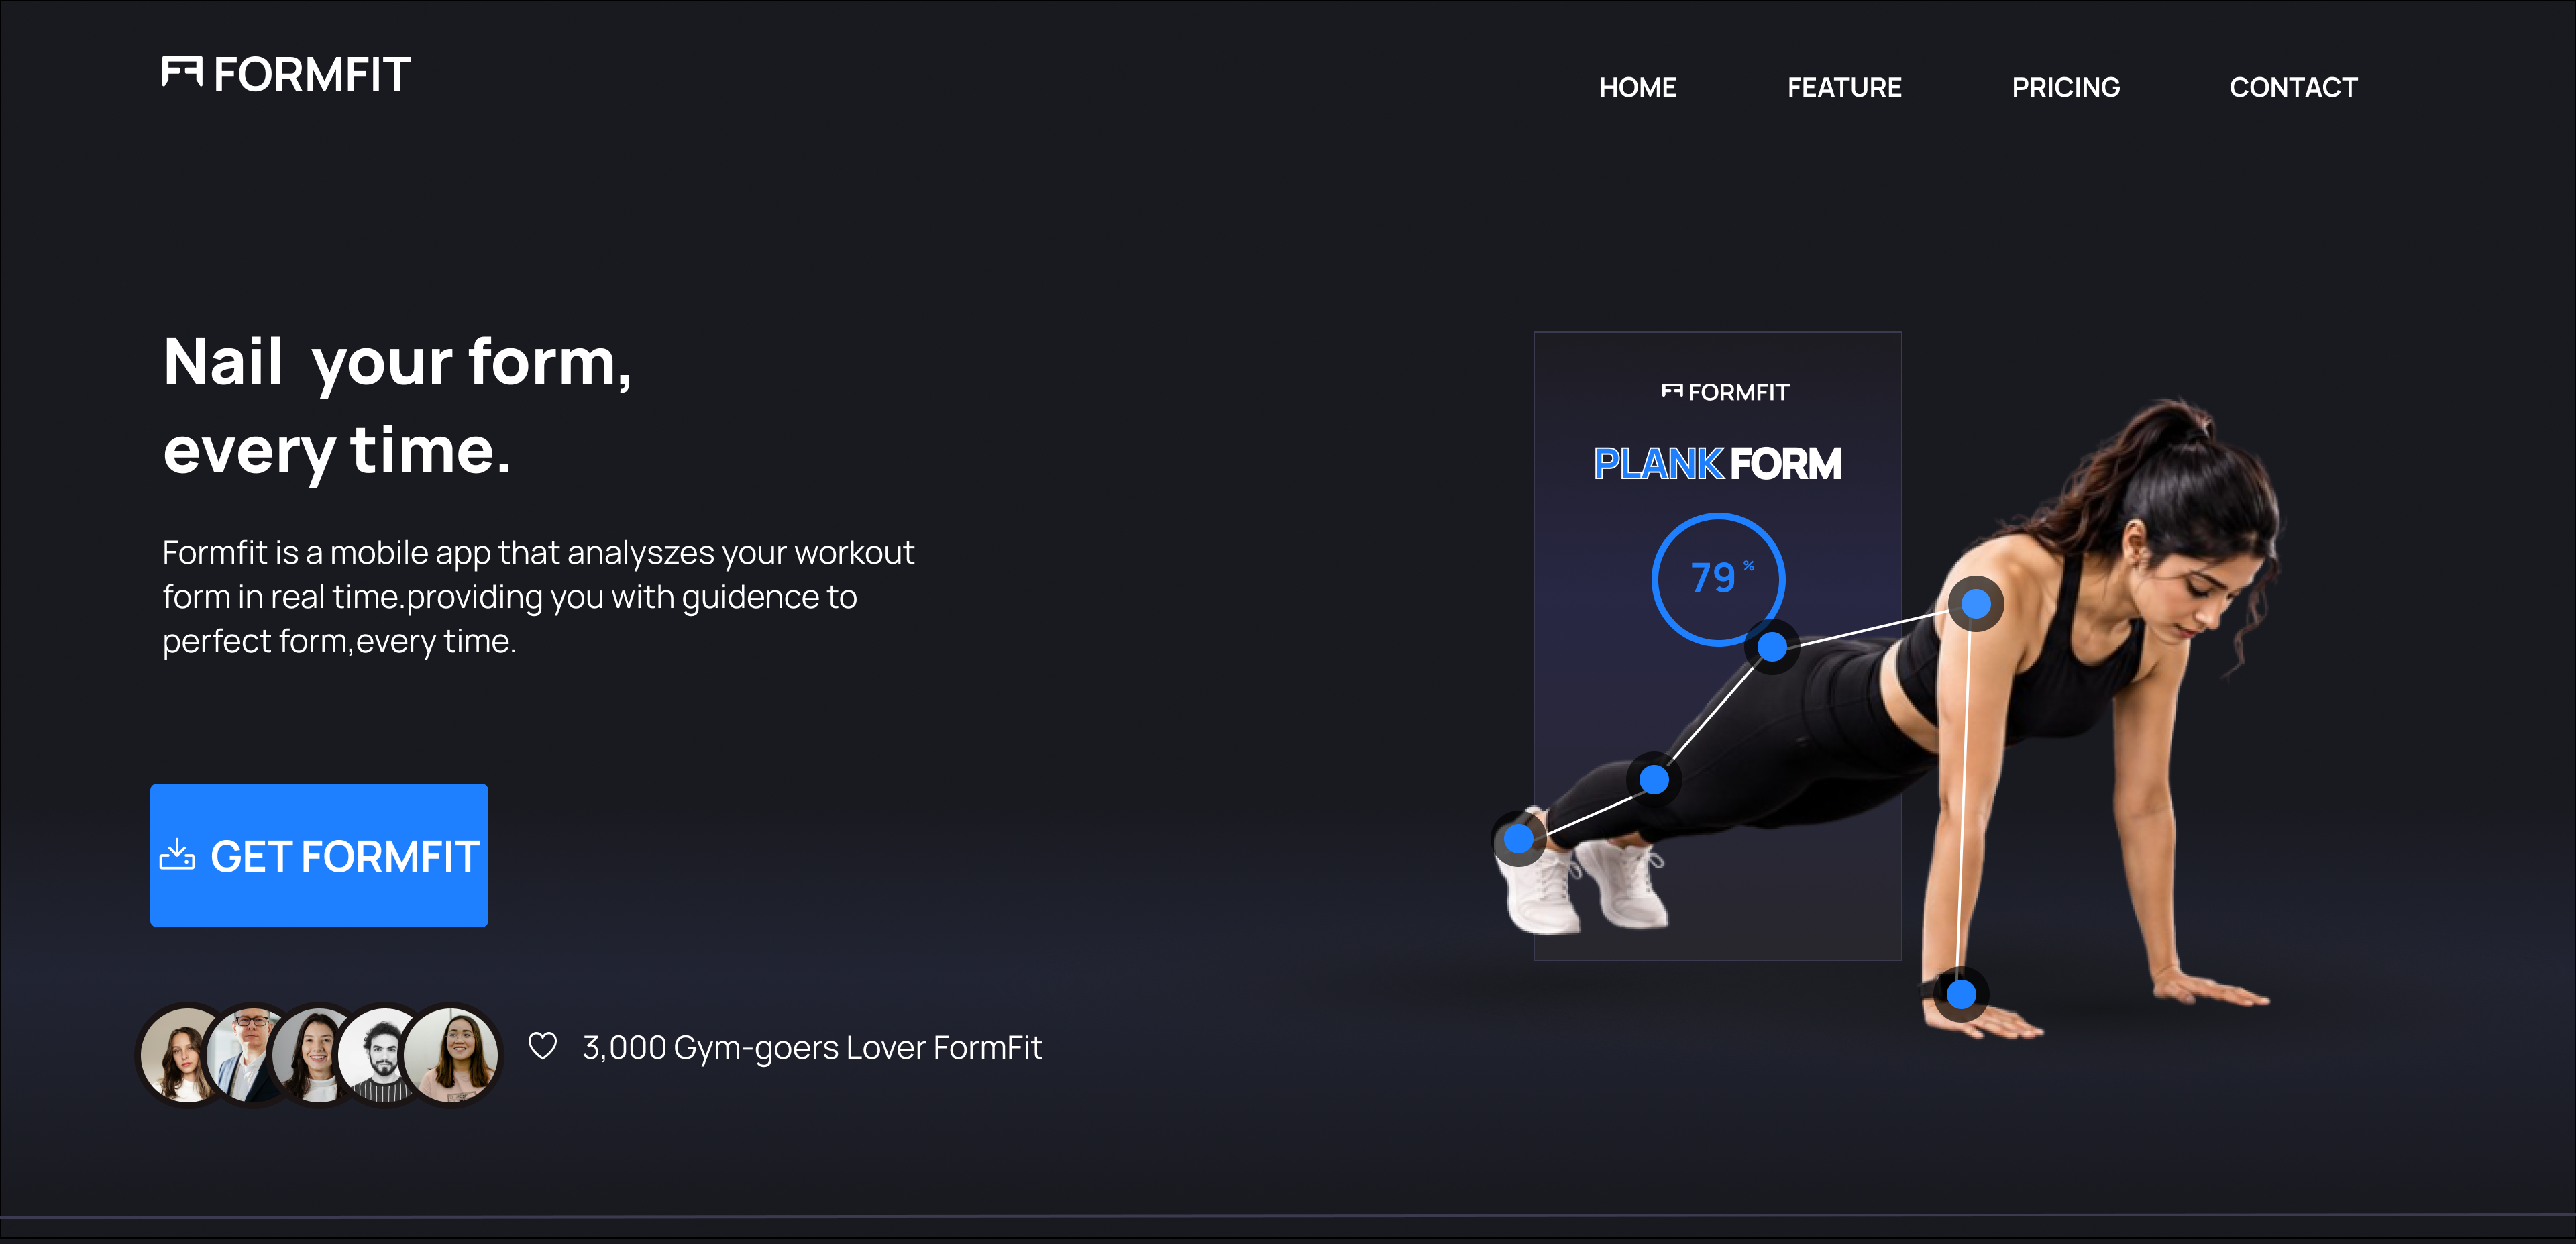 FORMFIT
HOME FEATURE PRICING CONTACT
Nail your form,
every time.
Formfit is a mobile app that analyszes your workout
form in real time.providing you with guidence to
perfect form,every time.
GET FORMFIT
3,000 Gym-goers Lover FormFit
FORMFIT
PLANK FORM
79 %